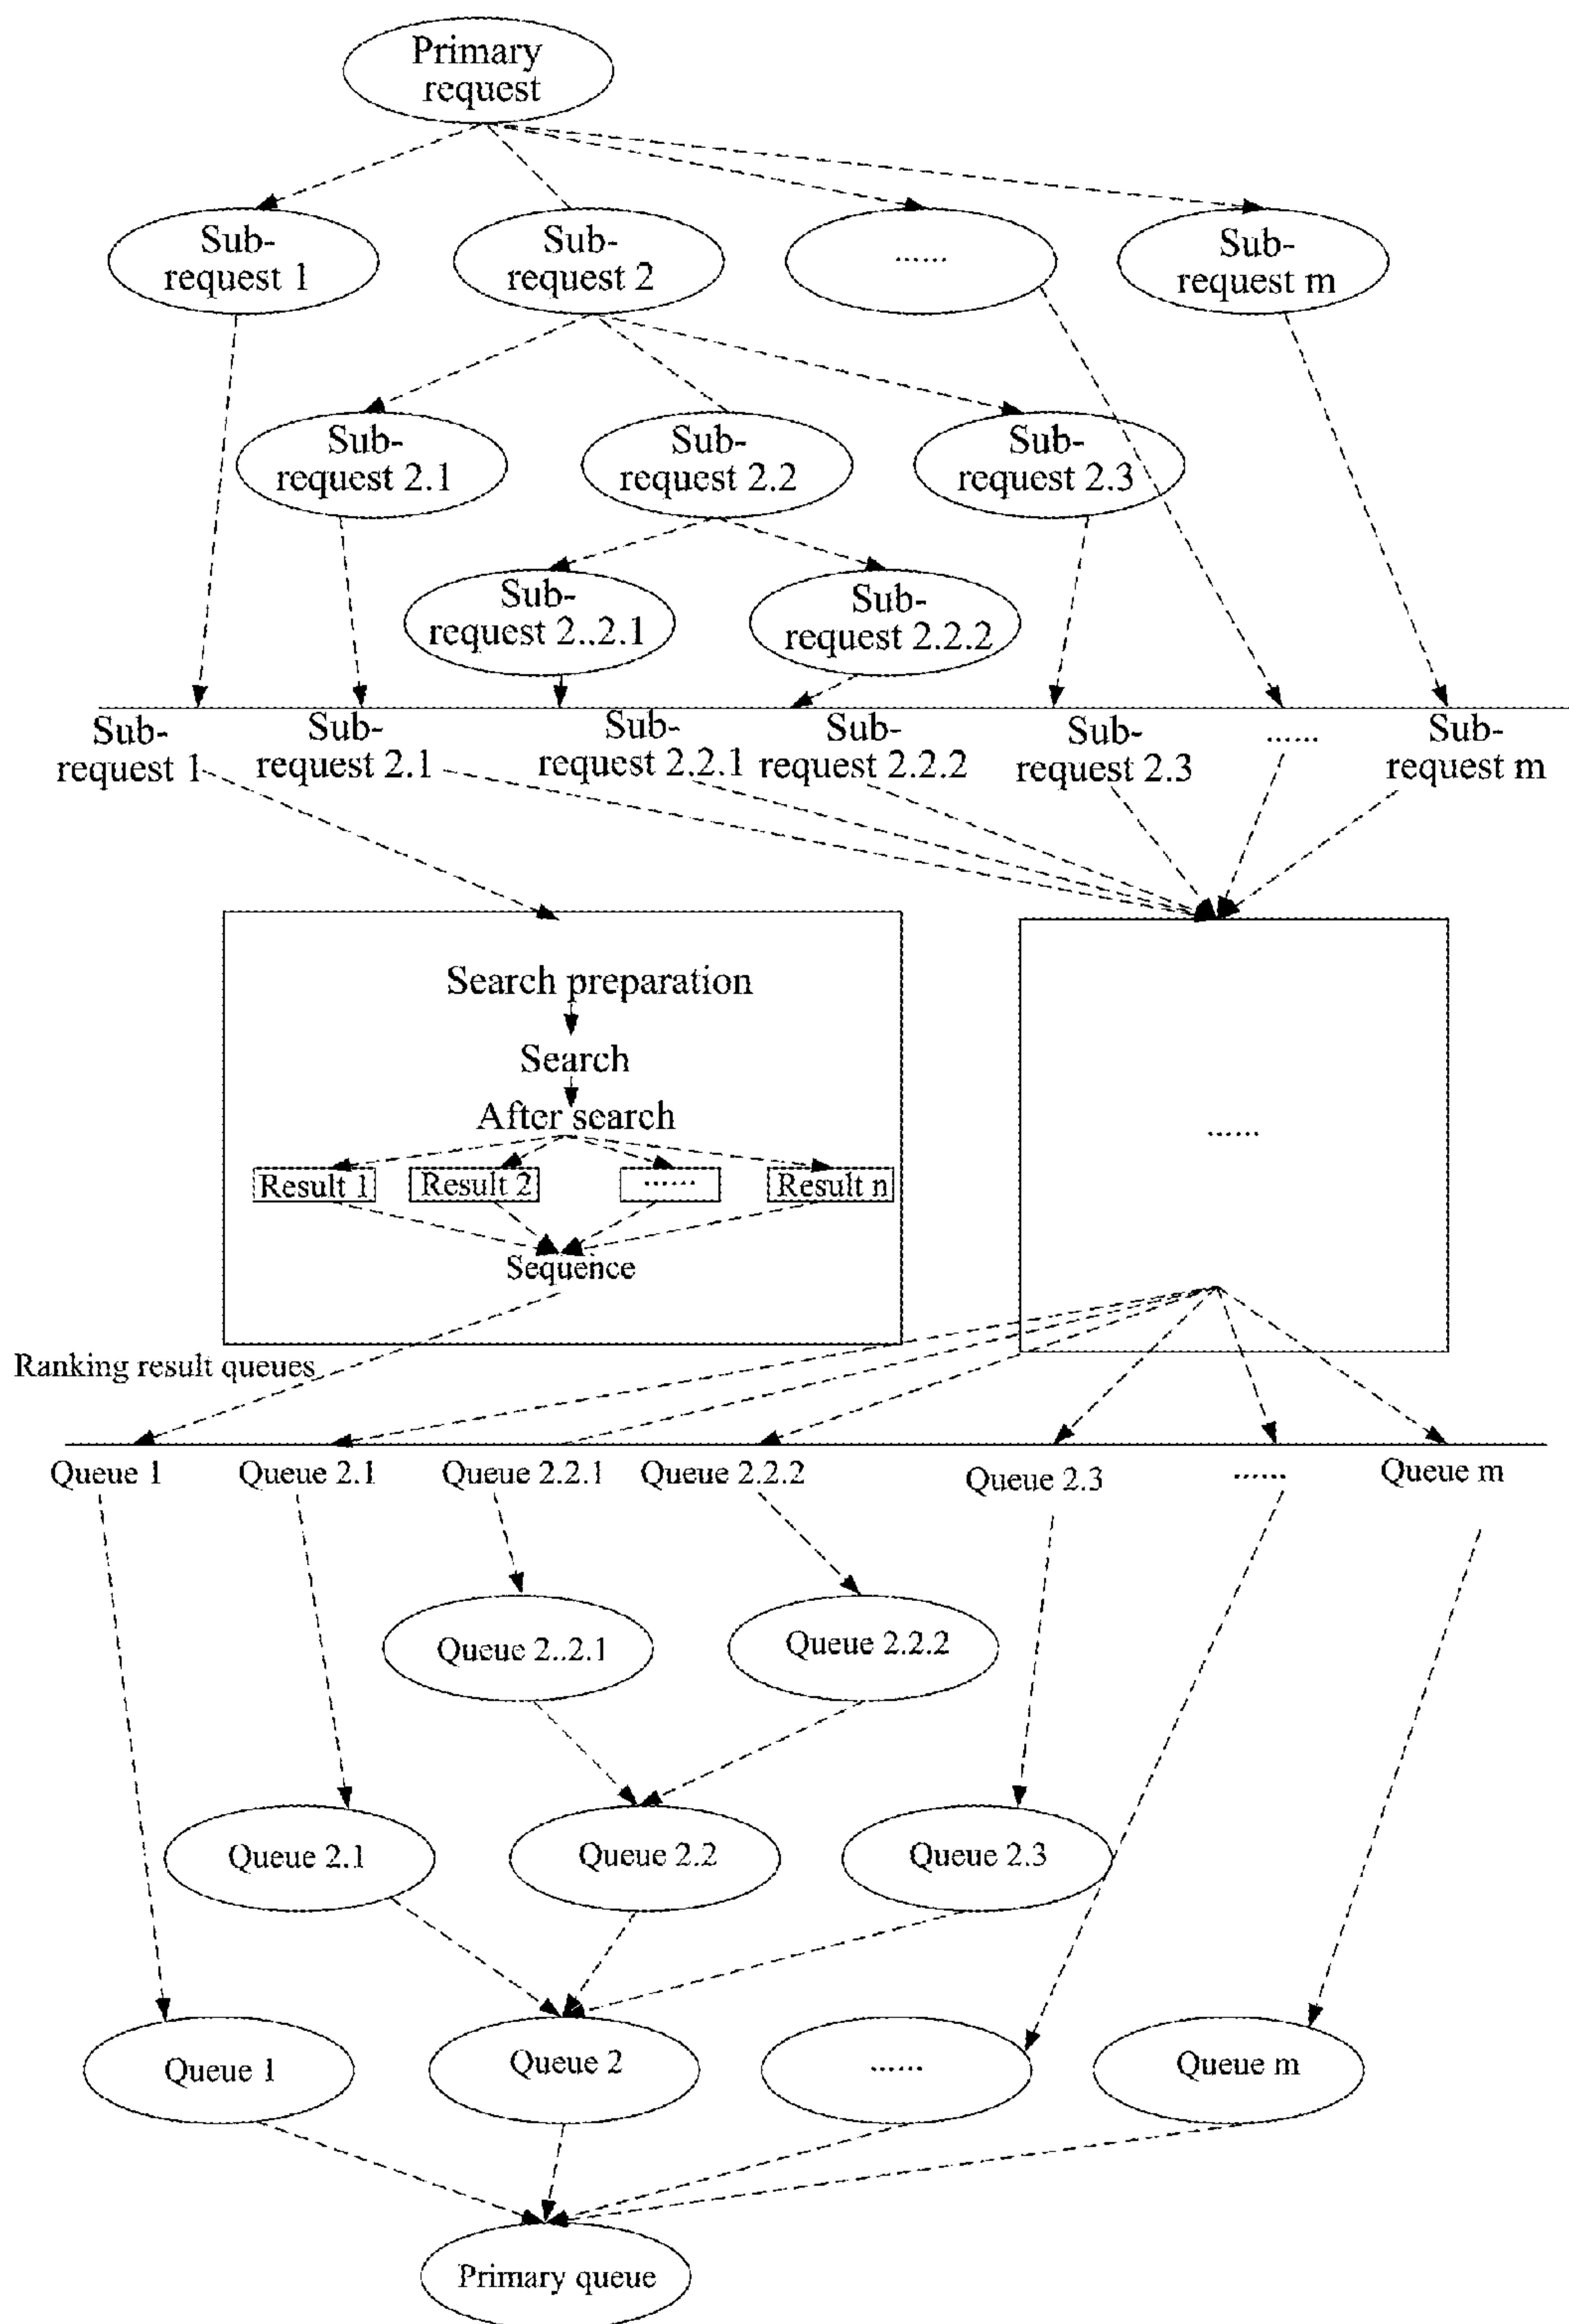 Primary
request
Sub-
request 1
Sub-
request 2
......
Sub-
request m
Sub-
request 2.1
Sub-
request 2.2
Sub-
request 2.3
Sub-
request 2..2.1
Sub-
request 2.2.2
Sub-
request 1
Sub-
request 2.1
Sub-
request 2.2.1
Sub-
request 2.2.2
Sub-
request 2.3
......
Sub-
request m
Search preparation
Search
After search
Result 1
Result 2
......
Result n
Sequence
......
Ranking result queues
Queue 1
Queue 2.1
Queue 2.2.1
Queue 2.2.2
Queue 2.3
......
Queue m
Queue 2..2.1
Queue 2.2.2
Queue 2.1
Queue 2.2
Queue 2.3
Queue 1
Queue 2
......
Queue m
Primary queue